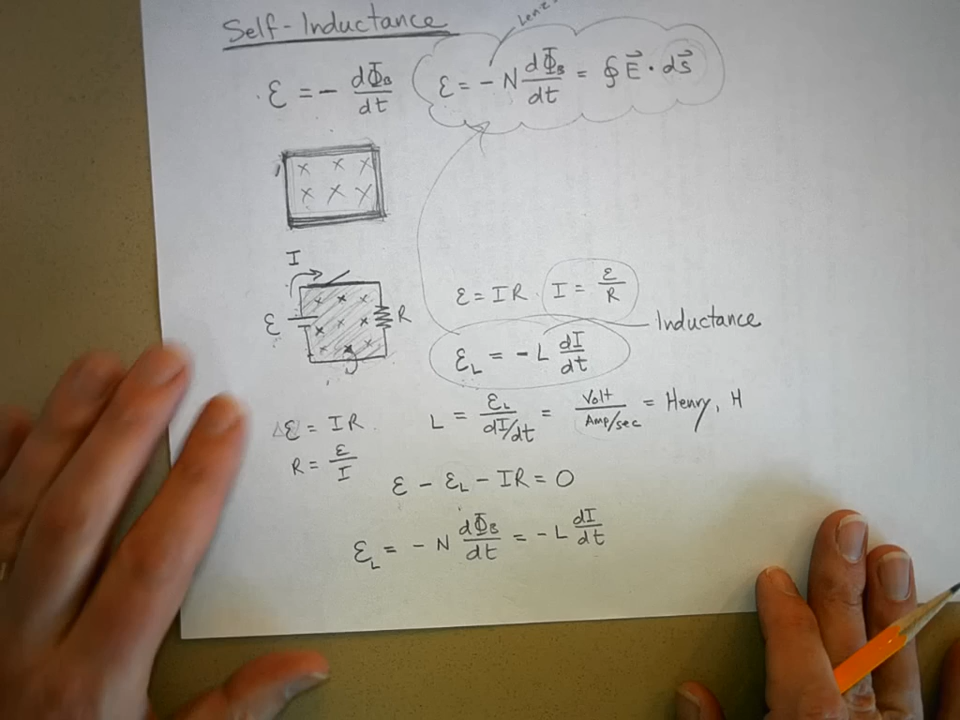 Self-Inductance
Lenz
ℰ = - dΦB/dt
ℰ = - N dΦB/dt = ∮ E⃗ · ds⃗
x x x
x x x
I
ℰ
R
x x x
x x x
x x x
ℰ = IR
I = ℰ/R
Inductance
ℰL = - L dI/dt
L = ℰL / dI/dt = Volt / Amp/sec = Henry, H
Δℰ = IR
R = ℰ/I
ℰ - ℰL - IR = 0
ℰL = - N dΦB/dt = - L dI/dt